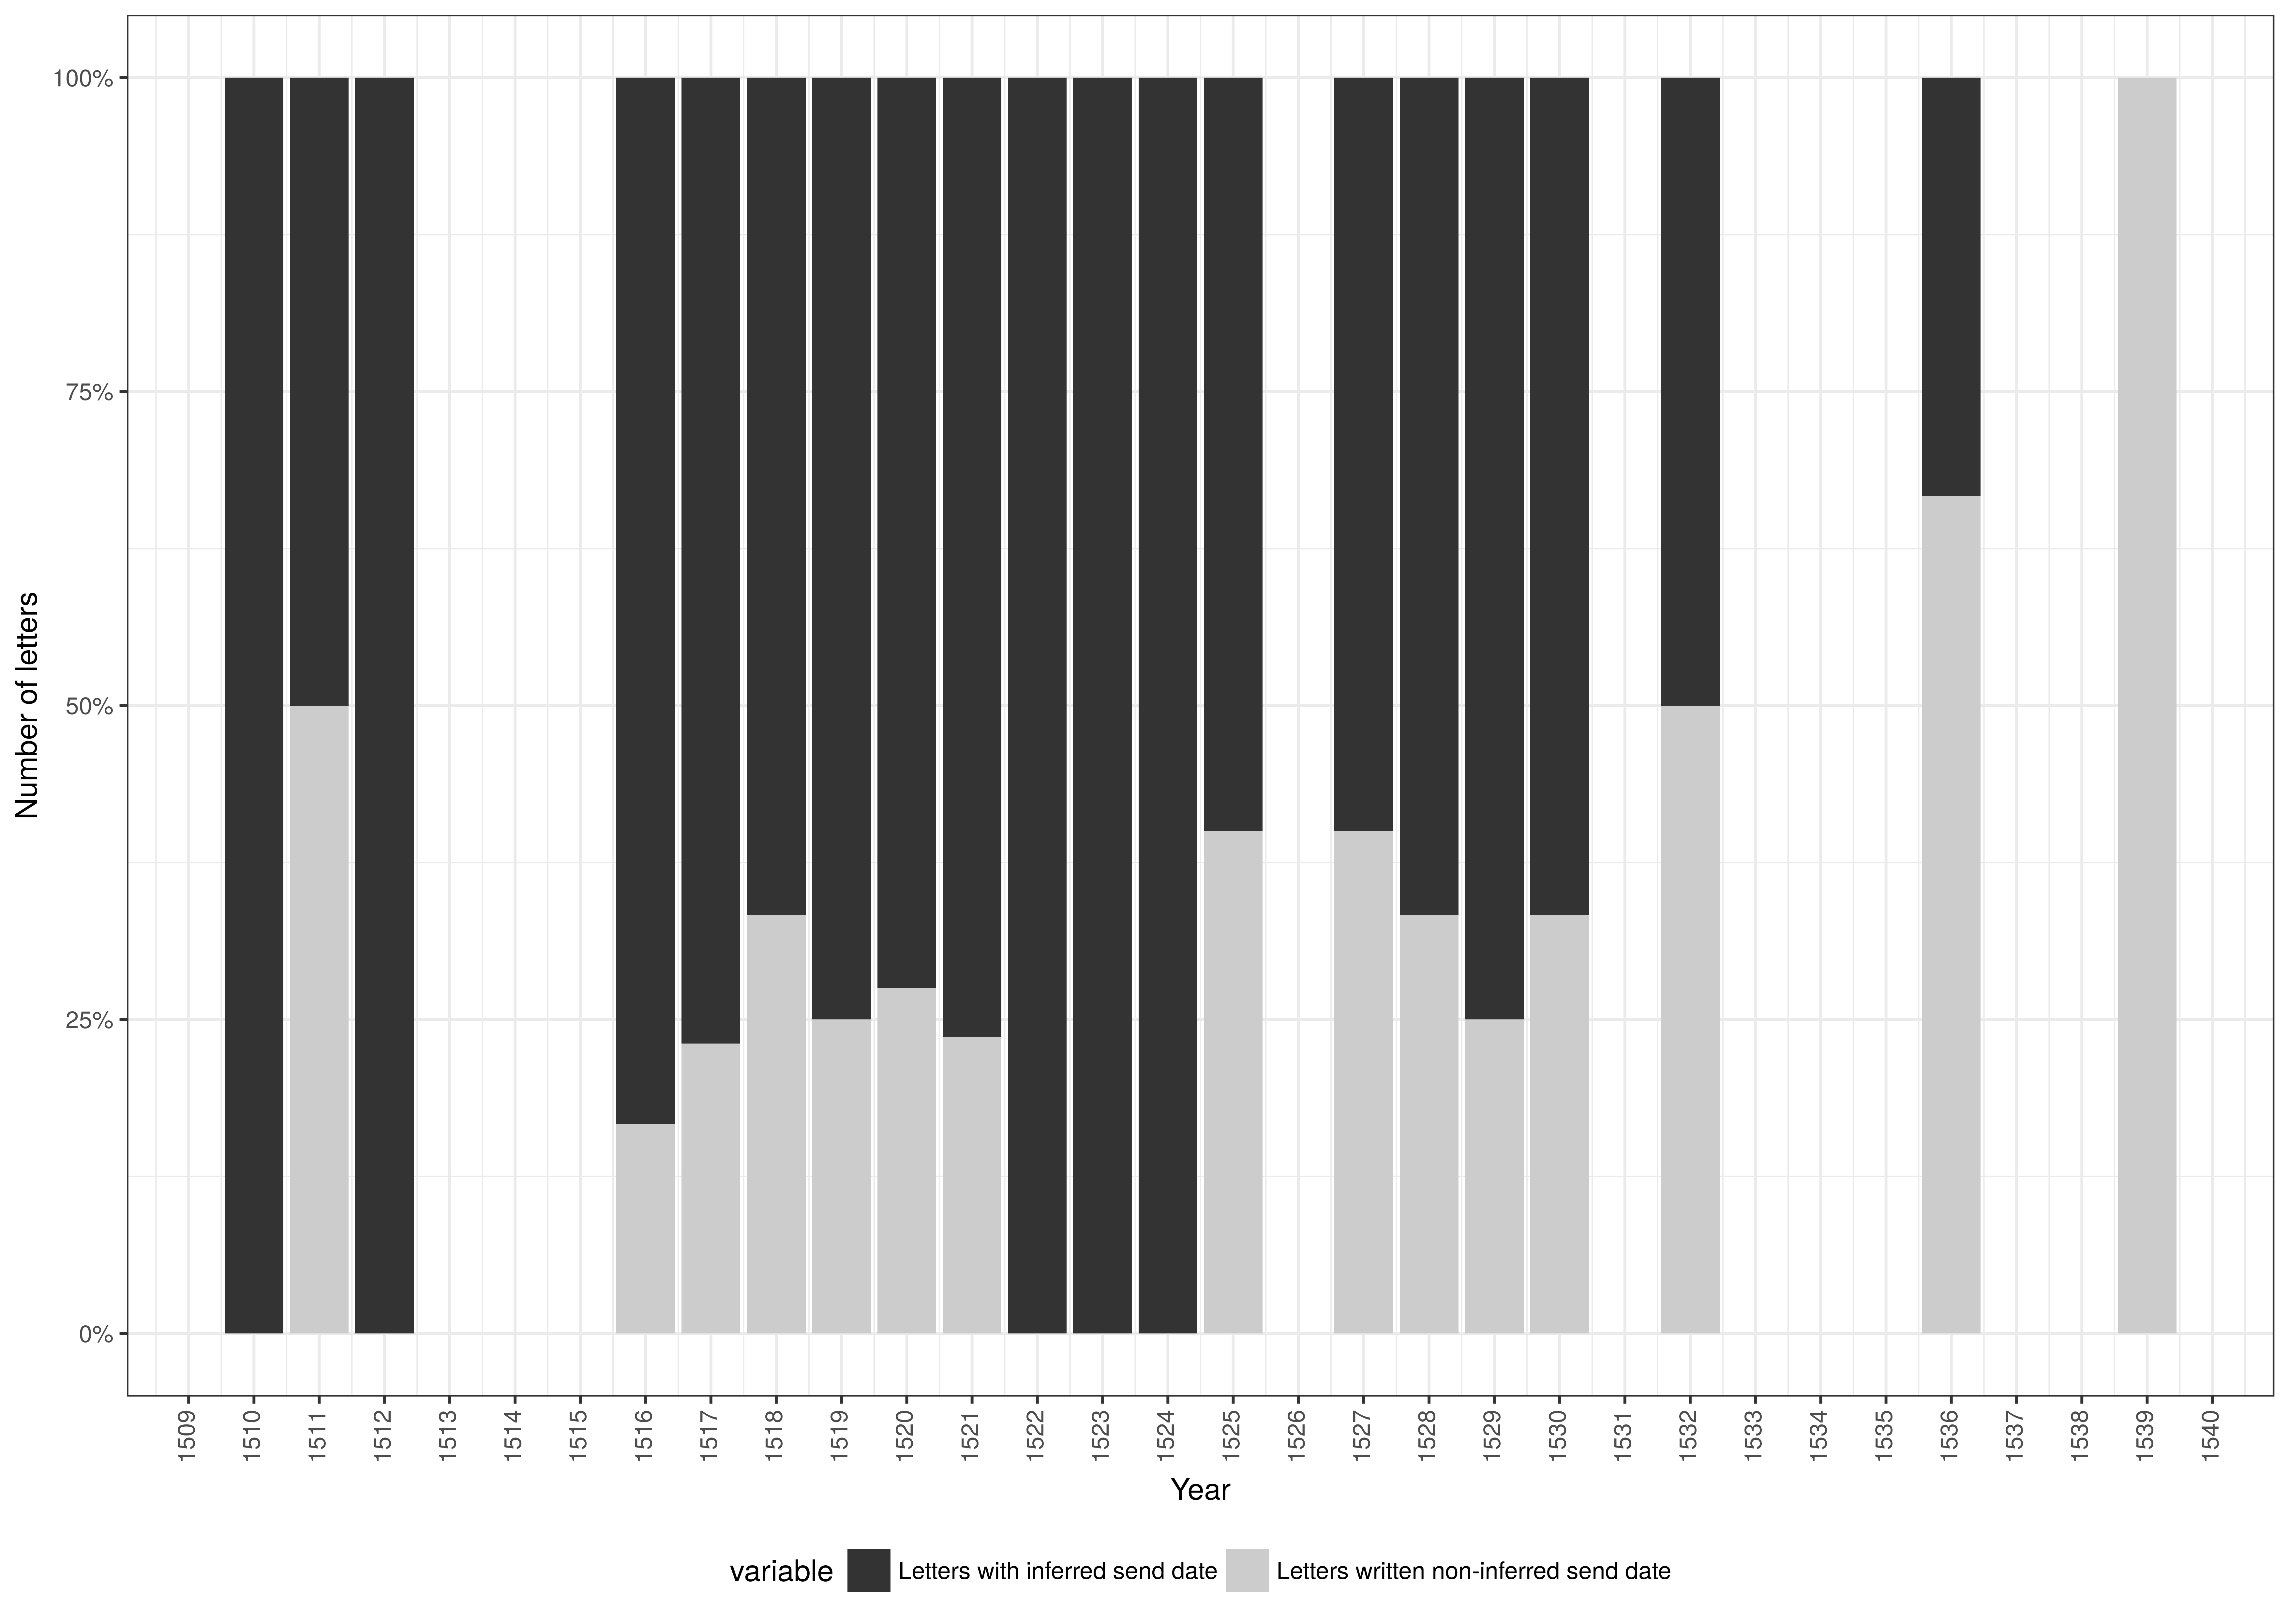 Number of letters
100%
75%
50%
25%
0%
1509 1510 1511 1512 1513 1514 1515 1516 1517 1518 1519 1520 1521 1522 1523 1524 1525 1526 1527 1528 1529 1530 1531 1532 1533 1534 1535 1536 1537 1538 1539 1540
Year
variable Letters with inferred send date Letters written non-inferred send date